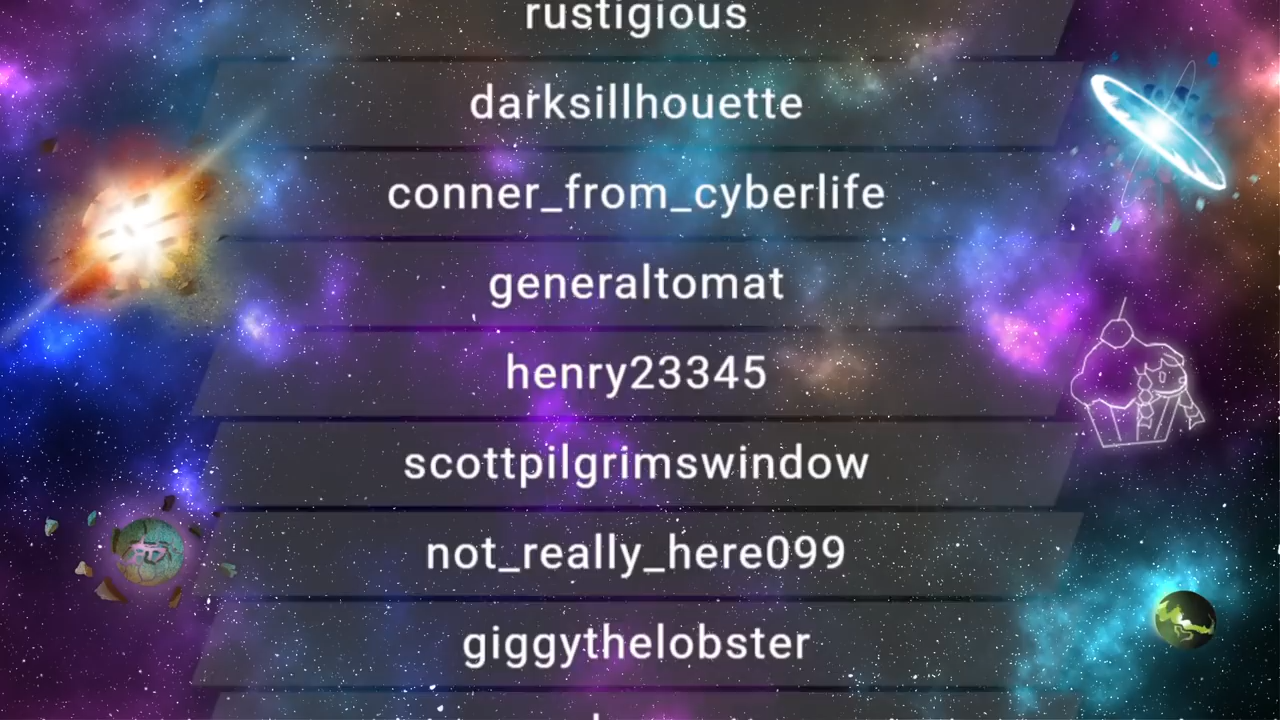 rustigious
darksillhouette
conner_from_cyberlife
generaltomat
henry23345
scottpilgrimswindow
not_really_here099
giggythelobster